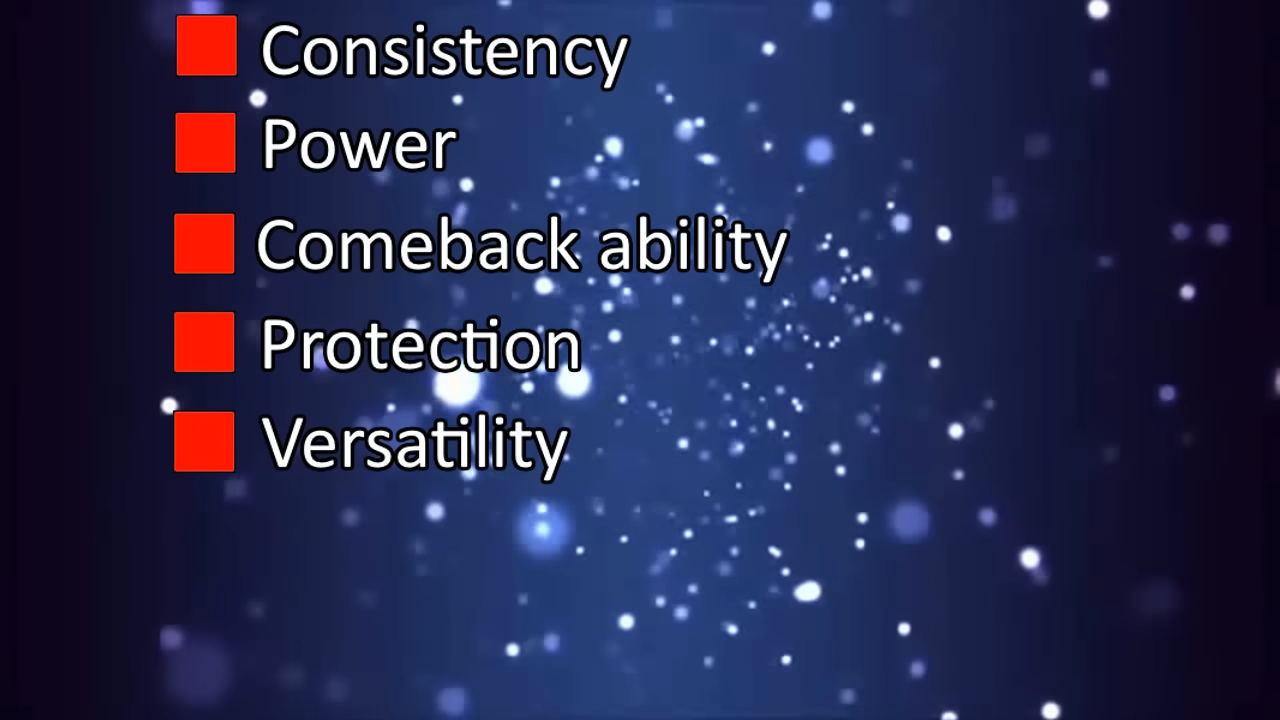 Consistency
Power
Comeback ability
Protection
Versatility